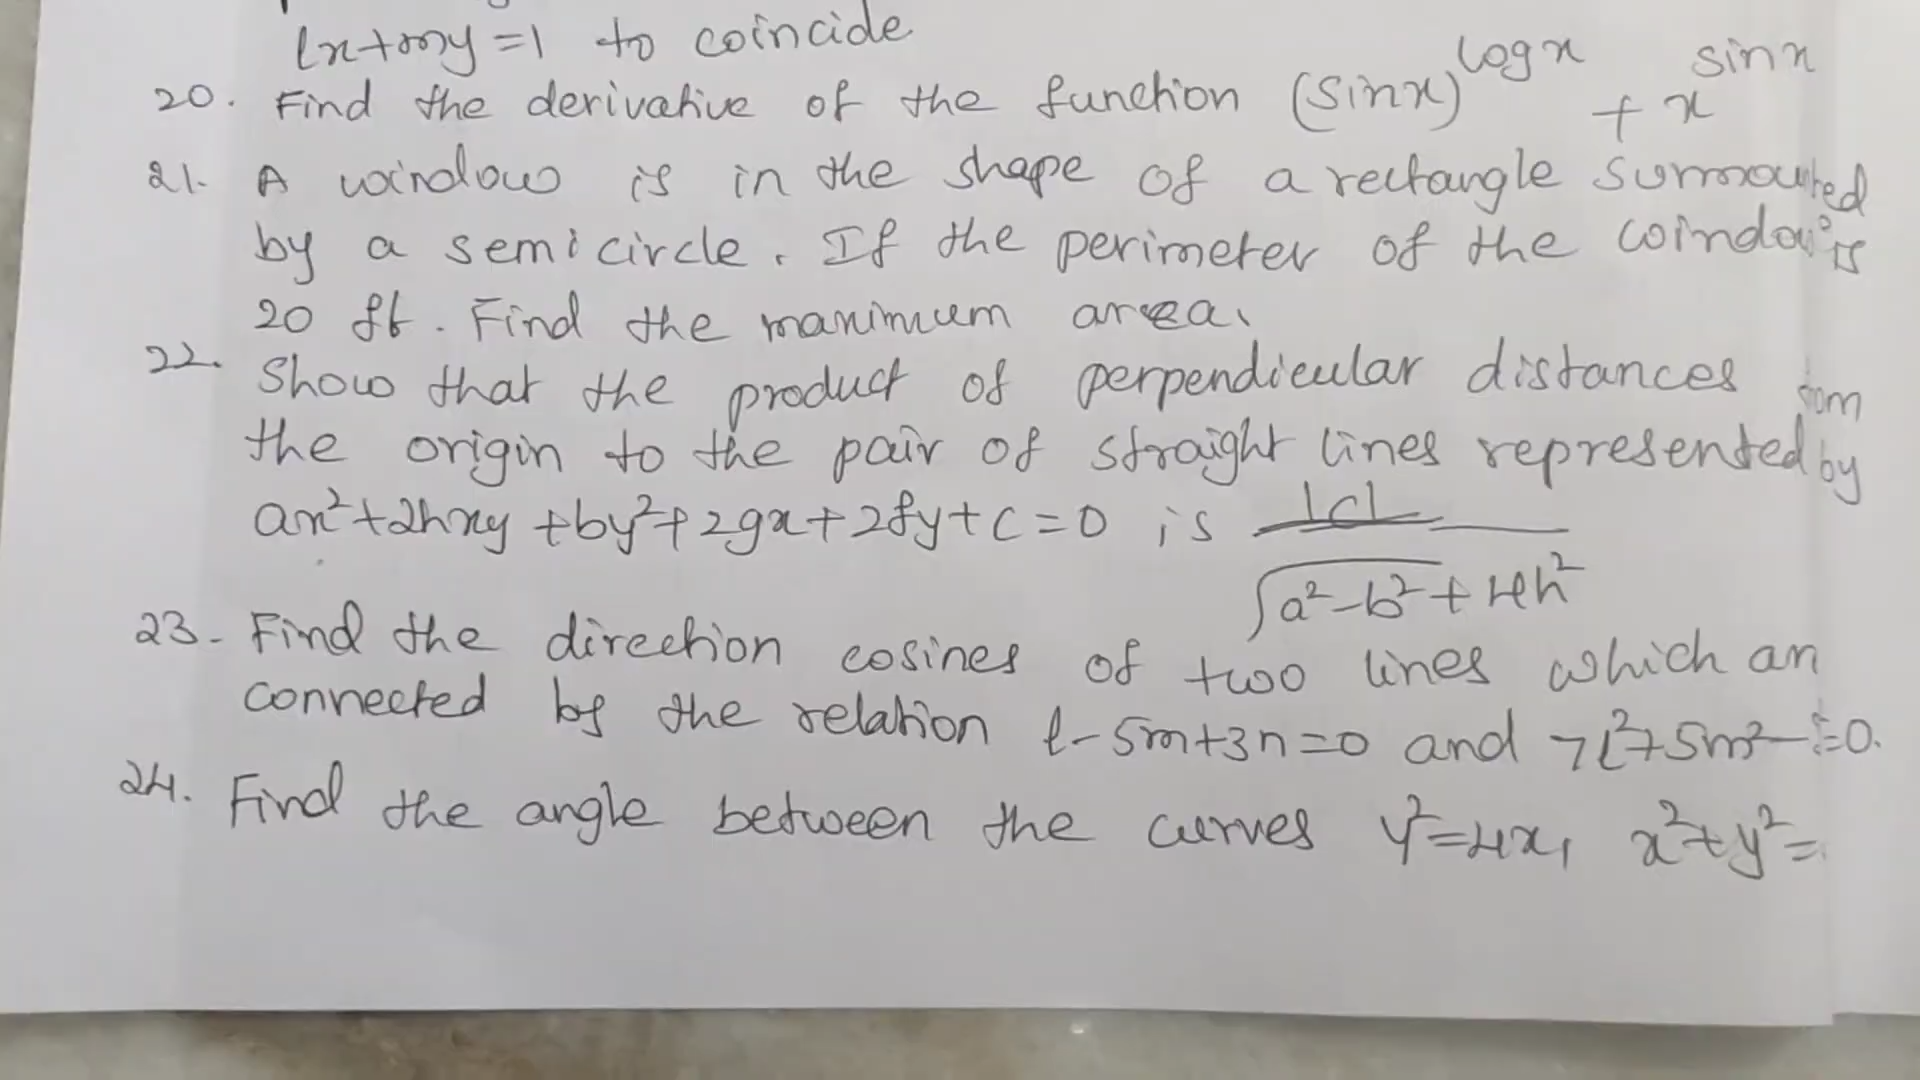 lx+my=1 to coincide
20. Find the derivative of the function (sinx)^logx + x^sinx
21. A window is in the shape of a rectangle surmounted
by a semicircle. If the perimeter of the window is
20 ft. Find the maximum area.
22. Show that the product of perpendicular distances
the origin to the pair of straight lines represented by
ax²+2hxy+by²+2gx+2fy+c=0 is |c|
√a²-b²+4h²
23. Find the direction cosines of two lines which an
connected by the relation l-5m+3n=0 and 7l²+5m²- =0.
24. Find the angle between the curves y²=4x, x²+y²=